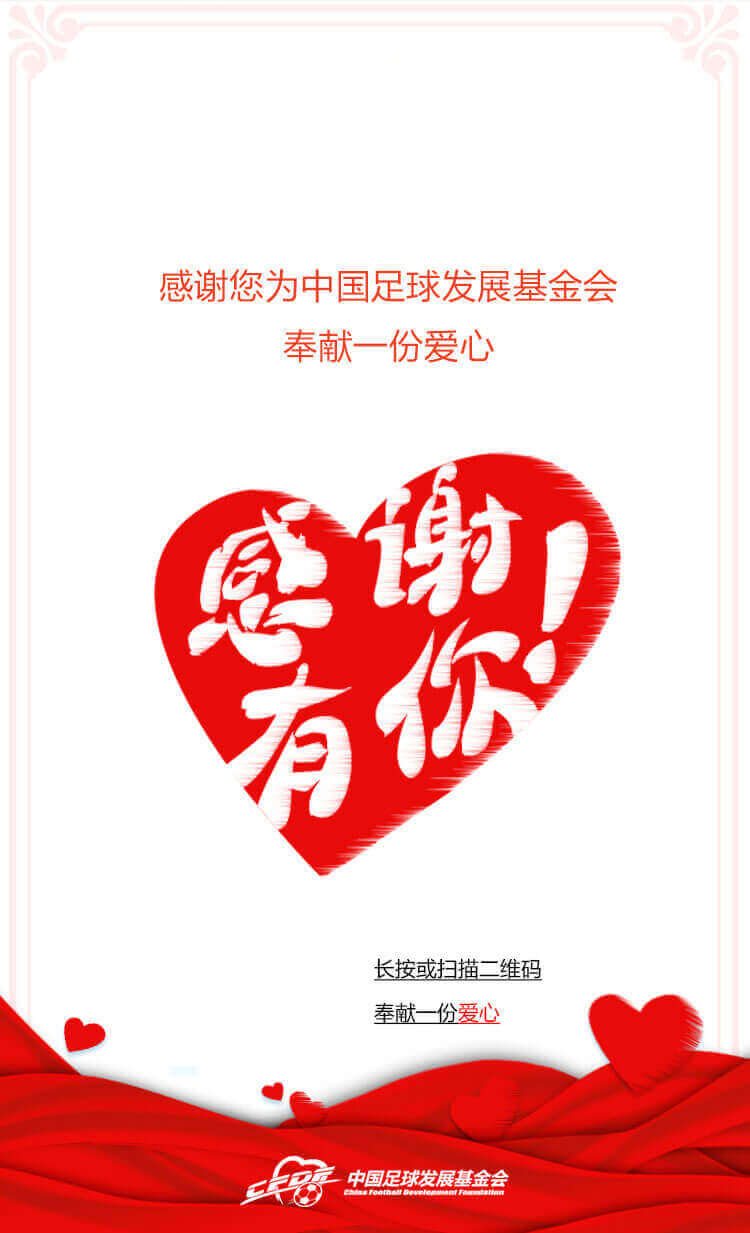 感谢您为中国足球发展基金会
奉献一份爱心
感谢
有你!
长按或扫描二维码
奉献一份爱心
CFDF 中国足球发展基金会
China Football Development Foundation